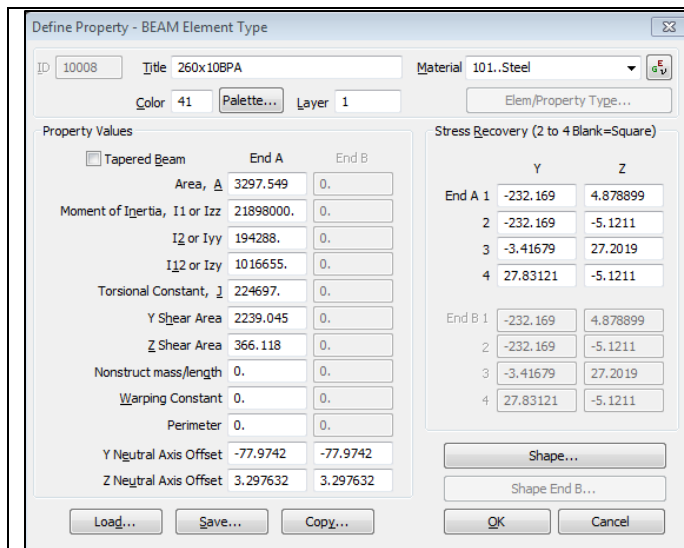 Define Property - BEAM Element Type
ID 10008 Title 260x10BPA Material 101..Steel G E ν
Color 41 Palette... Layer 1 Elem/Property Type...
Property Values Stress Recovery (2 to 4 Blank=Square)
Tapered Beam End A End B Y Z
Area, A 3297.549 0.
End A 1 -232.169 4.878899
Moment of Inertia, I1 or Izz 21898000. 0.
2 -232.169 -5.1211
I2 or Iyy 194288. 0.
3 -3.41679 27.2019
I12 or Izy 1016655. 0.
4 27.83121 -5.1211
Torsional Constant, J 224697. 0.
Y Shear Area 2239.045 0.
End B 1 -232.169 4.878899
Z Shear Area 366.118 0.
2 -232.169 -5.1211
Nonstruct mass/length 0. 0.
3 -3.41679 27.2019
Warping Constant 0. 0.
4 27.83121 -5.1211
Perimeter 0. 0.
Y Neutral Axis Offset -77.9742 -77.9742
Shape...
Z Neutral Axis Offset 3.297632 3.297632
Shape End B...
Load... Save... Copy... OK Cancel